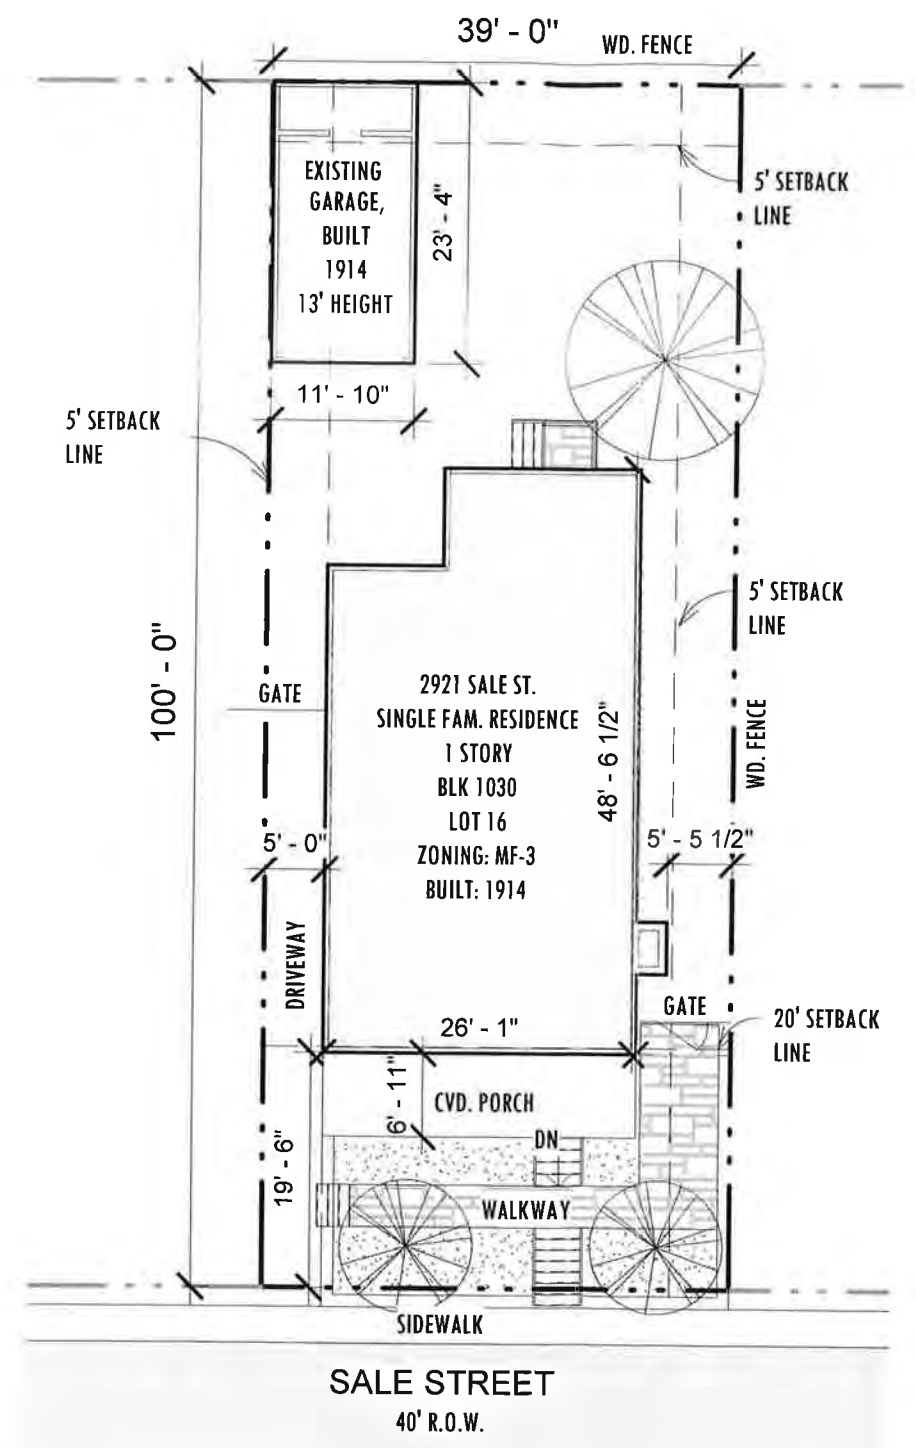 39' - 0"
WD. FENCE
EXISTING
GARAGE,
BUILT
1914
13' HEIGHT
23' - 4"
5' SETBACK
LINE
11' - 10"
5' SETBACK
LINE
100' - 0"
5' SETBACK
LINE
GATE
2921 SALE ST.
SINGLE FAM. RESIDENCE
1 STORY
BLK 1030
LOT 16
ZONING: MF-3
BUILT: 1914
48' - 6 1/2"
WD. FENCE
5' - 0"
5' - 5 1/2"
DRIVEWAY
GATE
20' SETBACK
LINE
26' - 1"
6' - 11"
CVD. PORCH
DN
19' - 6"
WALKWAY
SIDEWALK
SALE STREET
40' R.O.W.